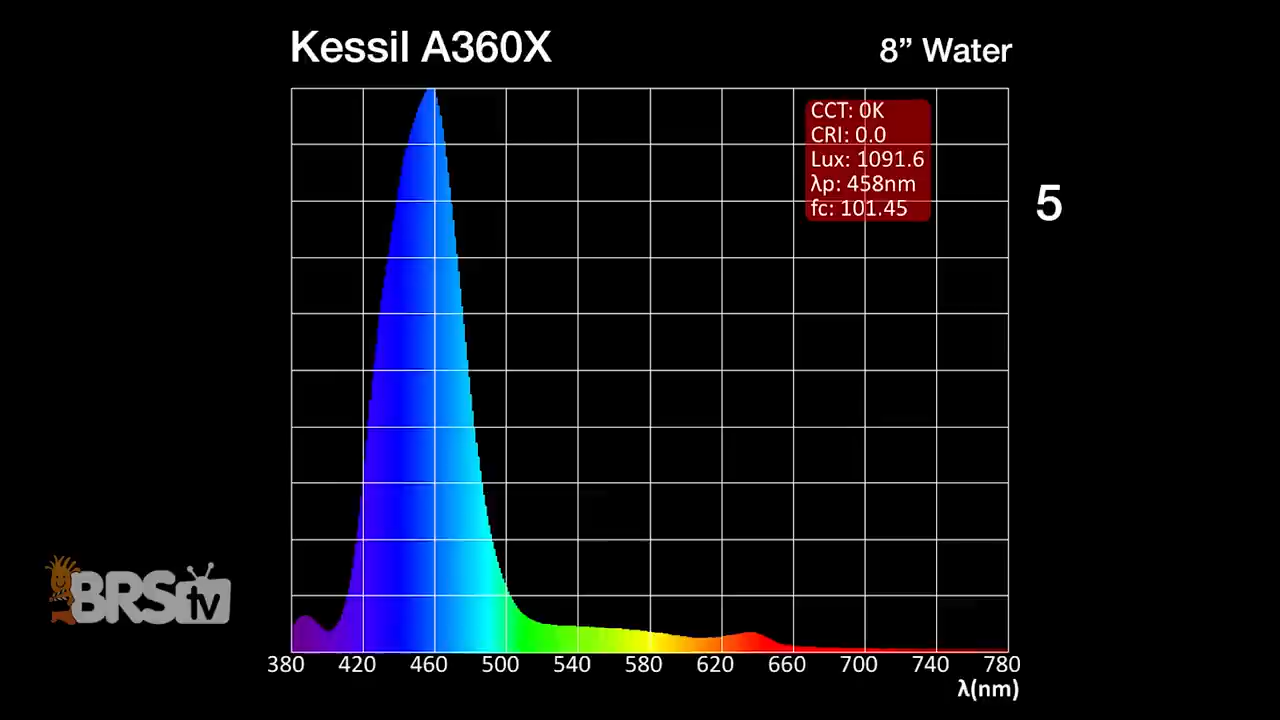 Kessil A360X
8” Water
CCT: 0K
CRI: 0.0
Lux: 1091.6
λp: 458nm
fc: 101.45
5
BRStv
380 420 460 500 540 580 620 660 700 740 780
λ(nm)